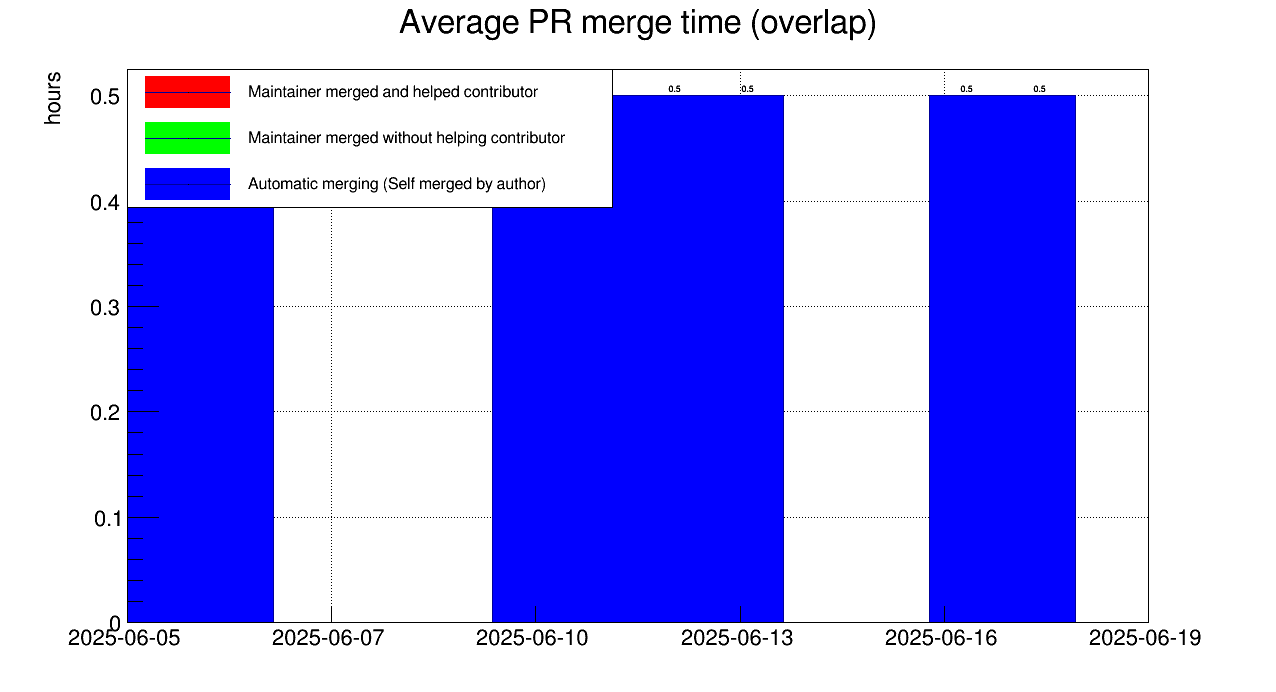 Average PR merge time (overlap)
hours
Maintainer merged and helped contributor
Maintainer merged without helping contributor
Automatic merging (Self merged by author)
0.5 0.5 0.5 0.5
0.5
0.4
0.3
0.2
0.1
0
2025-06-05 2025-06-07 2025-06-10 2025-06-13 2025-06-16 2025-06-19